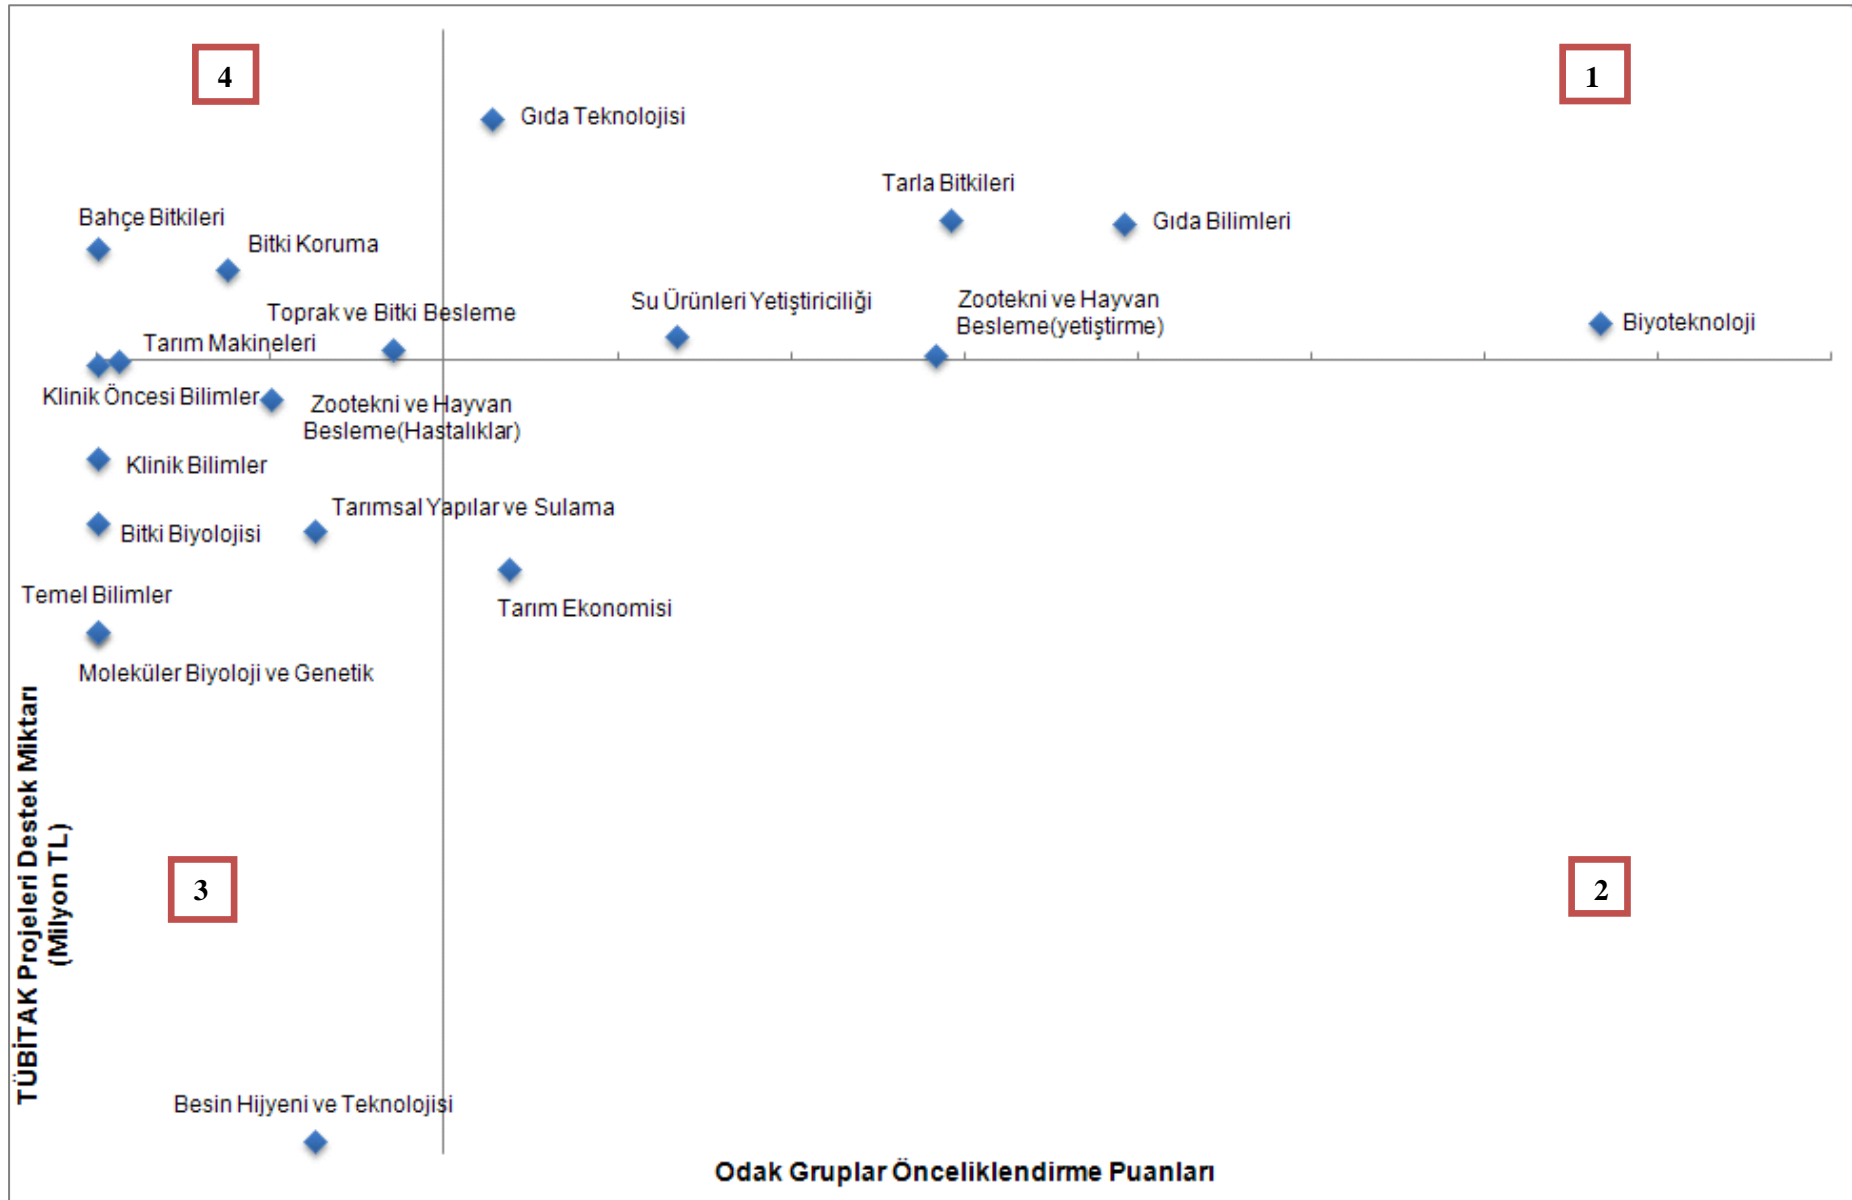 4
1
Gıda Teknolojisi
Tarla Bitkileri
Bahçe Bitkileri
Gıda Bilimleri
Bitki Koruma
Su Ürünleri Yetiştiriciliği
Zootekni ve Hayvan
Besleme(yetiştirme)
Toprak ve Bitki Besleme
Biyoteknoloji
Tarım Makineleri
Klinik Öncesi Bilimler
Zootekni ve Hayvan
Besleme(Hastalıklar)
Klinik Bilimler
Tarımsal Yapılar ve Sulama
Bitki Biyolojisi
Temel Bilimler
Tarım Ekonomisi
Moleküler Biyoloji ve Genetik
TÜBİTAK Projeleri Destek Miktarı
(Milyon TL)
3
2
Besin Hijyeni ve Teknolojisi
Odak Gruplar Önceliklendirme Puanları